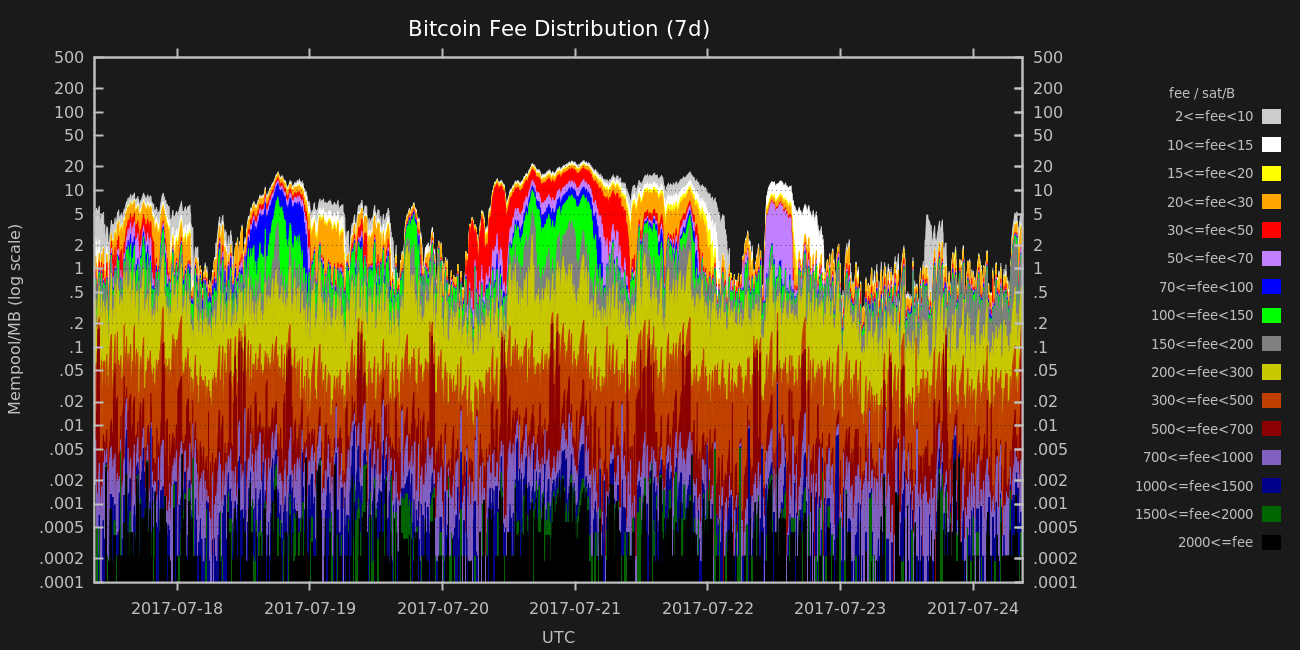 Bitcoin Fee Distribution (7d)
500
200
100
50
20
10
5
2
1
.5
.2
.1
.05
.02
.01
.005
.002
.001
.0005
.0002
.0001
Mempool/MB (log scale)
500
200
100
50
20
10
5
2
1
.5
.2
.1
.05
.02
.01
.005
.002
.001
.0005
.0002
.0001
2017-07-18 2017-07-19 2017-07-20 2017-07-21 2017-07-22 2017-07-23 2017-07-24
UTC
fee / sat/B
2<=fee<10
10<=fee<15
15<=fee<20
20<=fee<30
30<=fee<50
50<=fee<70
70<=fee<100
100<=fee<150
150<=fee<200
200<=fee<300
300<=fee<500
500<=fee<700
700<=fee<1000
1000<=fee<1500
1500<=fee<2000
2000<=fee